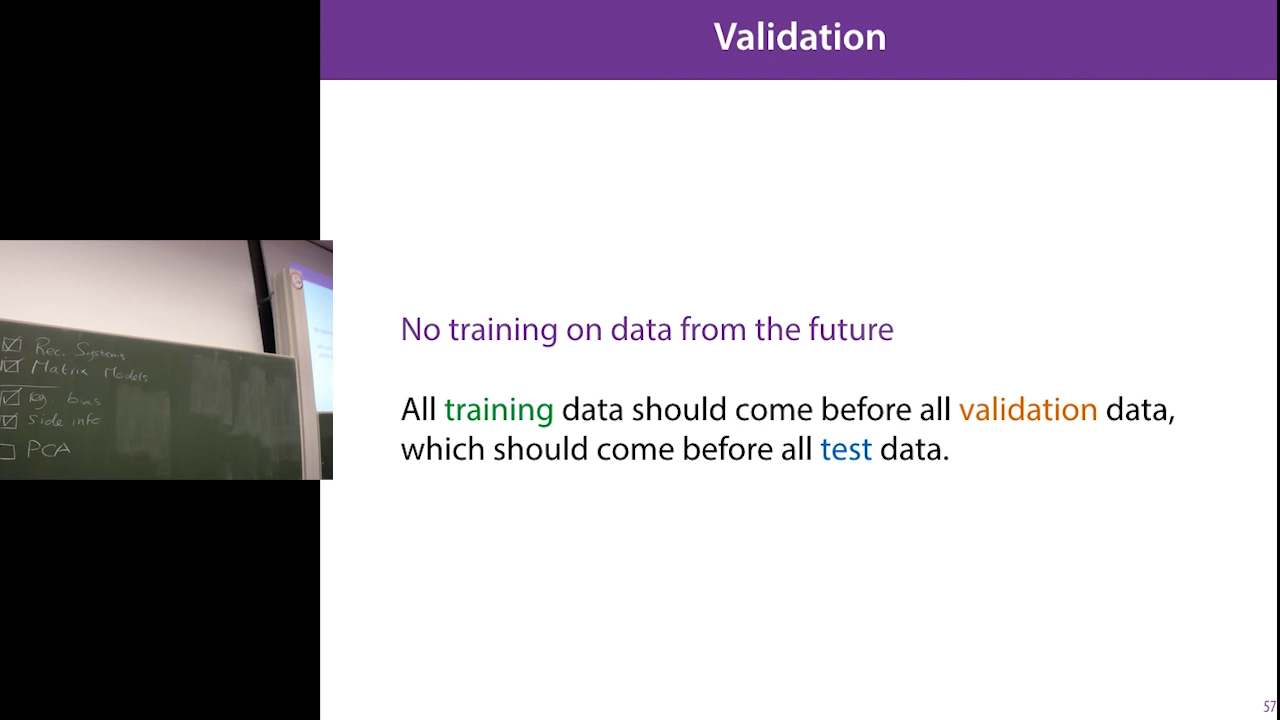 Validation
No training on data from the future
All training data should come before all validation data,
which should come before all test data.
57
Rec. Systems
Matrix Models
reg. bias
side info
PCA